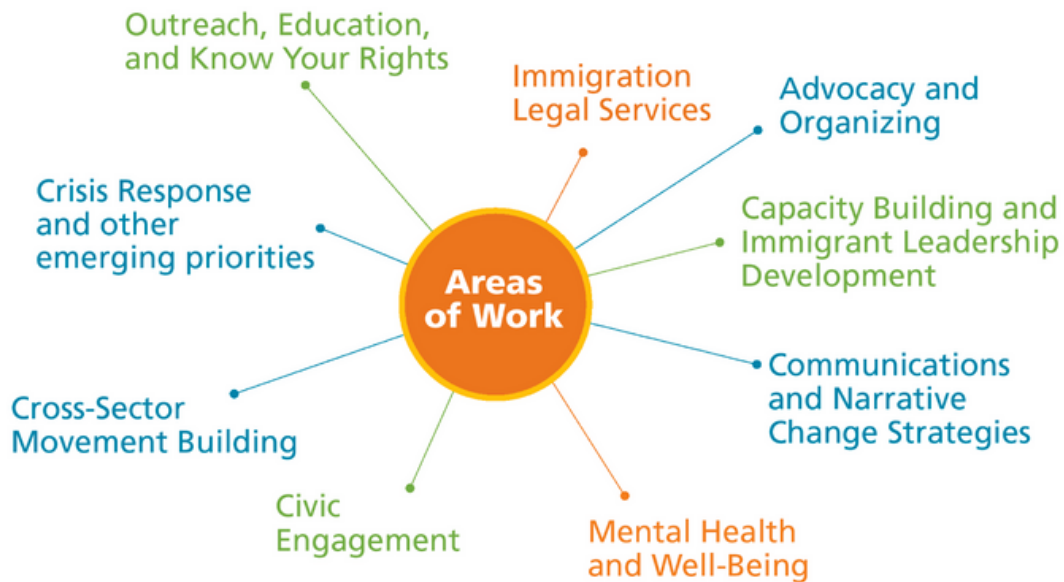 Outreach, Education,
and Know Your Rights
Immigration
Legal Services
Advocacy and
Organizing
Crisis Response
and other
emerging priorities
Capacity Building and
Immigrant Leadership
Development
Areas
of Work
Communications
and Narrative
Change Strategies
Cross-Sector
Movement Building
Civic
Engagement
Mental Health
and Well-Being